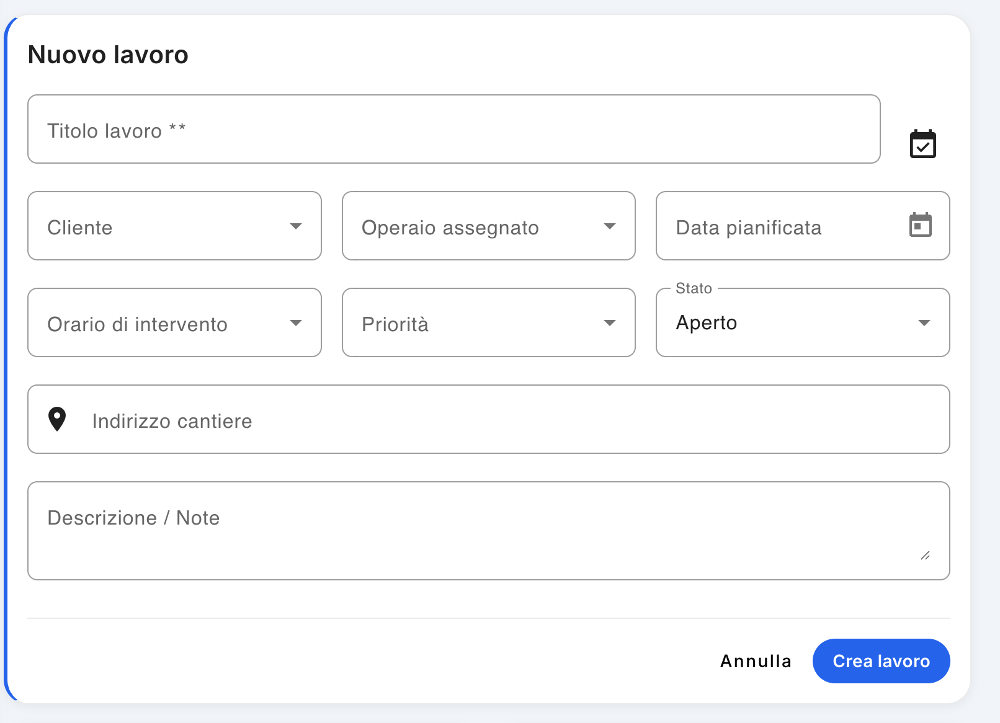 Nuovo lavoro
Titolo lavoro **
Cliente
Operaio assegnato
Data pianificata
Orario di intervento
Priorità
Stato
Aperto
Indirizzo cantiere
Descrizione / Note
Annulla
Crea lavoro